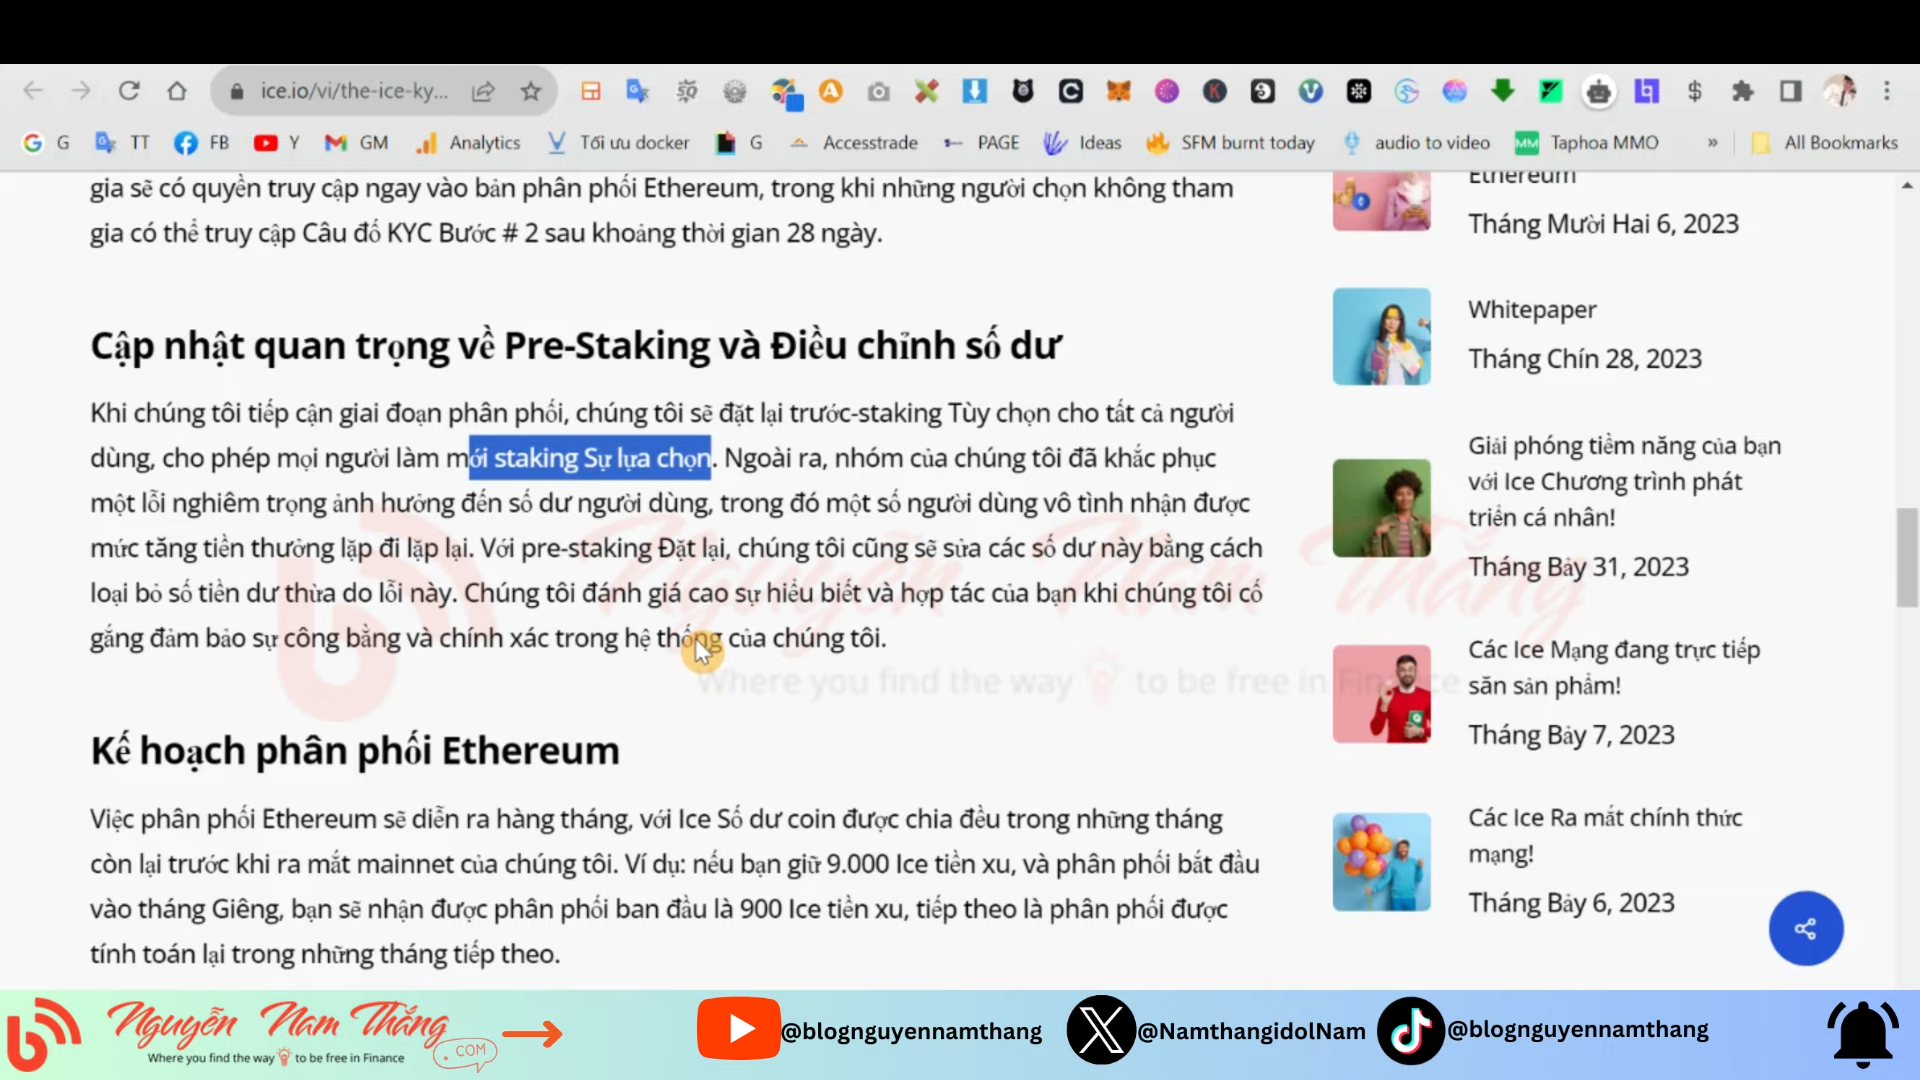 ice.io/vi/the-ice-ky...
G TT FB Y GM Analytics Tối ưu docker G Accesstrade PAGE Ideas SFM burnt today audio to video Taphoa MMO » All Bookmarks
gia sẽ có quyền truy cập ngay vào bản phân phối Ethereum, trong khi những người chọn không tham
gia có thể truy cập Câu đố KYC Bước # 2 sau khoảng thời gian 28 ngày.
Cập nhật quan trọng về Pre-Staking và Điều chỉnh số dư
Khi chúng tôi tiếp cận giai đoạn phân phối, chúng tôi sẽ đặt lại trước-staking Tùy chọn cho tất cả người
dùng, cho phép mọi người làm mới staking Sự lựa chọn. Ngoài ra, nhóm của chúng tôi đã khắc phục
một lỗi nghiêm trọng ảnh hưởng đến số dư người dùng, trong đó một số người dùng vô tình nhận được
mức tăng tiền thưởng lặp đi lặp lại. Với pre-staking Đặt lại, chúng tôi cũng sẽ sửa các số dư này bằng cách
loại bỏ số tiền dư thừa do lỗi này. Chúng tôi đánh giá cao sự hiểu biết và hợp tác của bạn khi chúng tôi cố
gắng đảm bảo sự công bằng và chính xác trong hệ thống của chúng tôi.
Kế hoạch phân phối Ethereum
Việc phân phối Ethereum sẽ diễn ra hàng tháng, với Ice Số dư coin được chia đều trong những tháng
còn lại trước khi ra mắt mainnet của chúng tôi. Ví dụ: nếu bạn giữ 9.000 Ice tiền xu, và phân phối bắt đầu
vào tháng Giêng, bạn sẽ nhận được phân phối ban đầu là 900 Ice tiền xu, tiếp theo là phân phối được
tính toán lại trong những tháng tiếp theo.
Ethereum
Tháng Mười Hai 6, 2023
Whitepaper
Tháng Chín 28, 2023
Giải phóng tiềm năng của bạn
với Ice Chương trình phát
triển cá nhân!
Tháng Bảy 31, 2023
Các Ice Mạng đang trực tiếp
săn sản phẩm!
Tháng Bảy 7, 2023
Các Ice Ra mắt chính thức
mạng!
Tháng Bảy 6, 2023
Nguyễn Nam Thắng
Where you find the way to be free in Finance
Nguyễn Nam Thắng
Where you find the way to be free in Finance
.COM
@blognguyennamthang
@NamthangidolNam
@blognguyennamthang